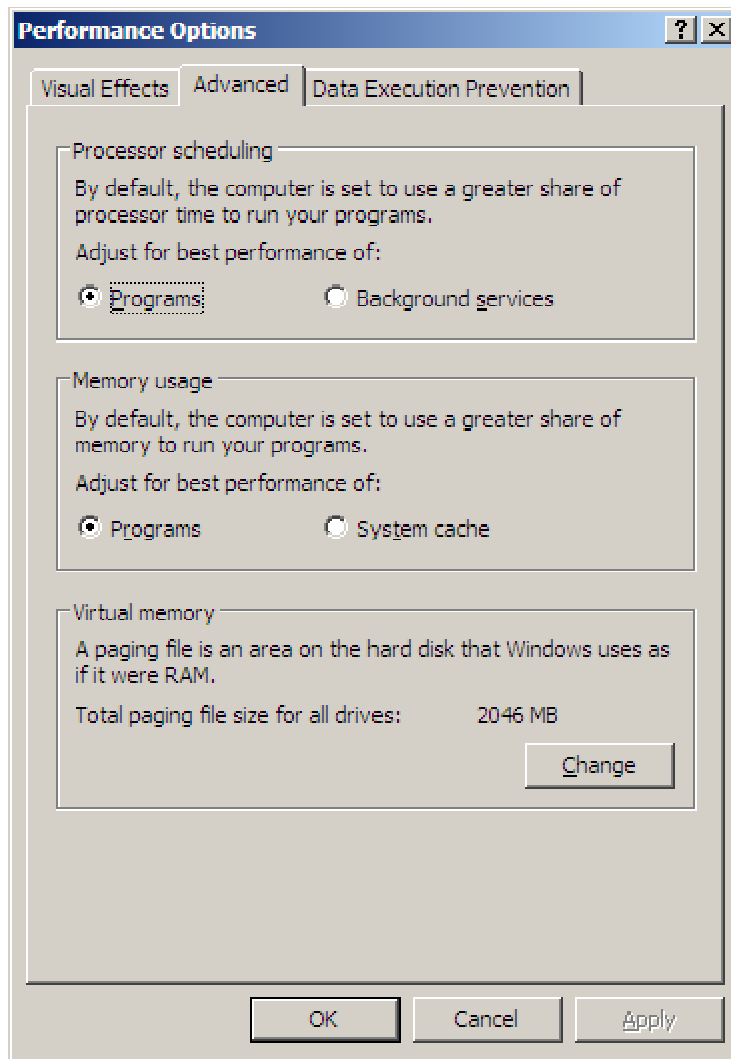 Performance Options
Visual Effects Advanced Data Execution Prevention
Processor scheduling
By default, the computer is set to use a greater share of
processor time to run your programs.
Adjust for best performance of:
Programs Background services
Memory usage
By default, the computer is set to use a greater share of
memory to run your programs.
Adjust for best performance of:
Programs System cache
Virtual memory
A paging file is an area on the hard disk that Windows uses as
if it were RAM.
Total paging file size for all drives: 2046 MB
Change
OK Cancel Apply